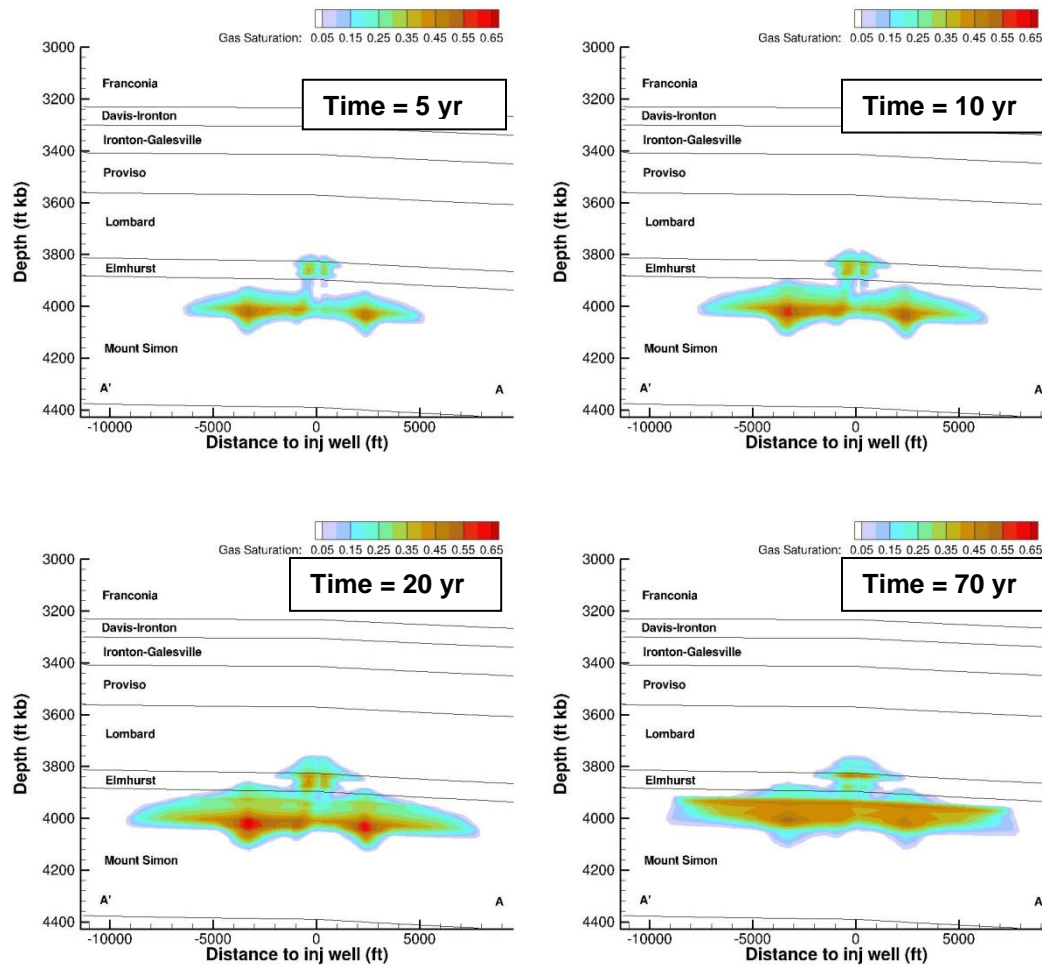 Gas Saturation: 0.05 0.15 0.25 0.35 0.45 0.55 0.65
Time = 5 yr
3000
3200
3400
3600
3800
4000
4200
4400
Depth (ft kb)
Franconia
Davis-Ironton
Ironton-Galesville
Proviso
Lombard
Elmhurst
Mount Simon
A' A
-10000 -5000 0 5000
Distance to inj well (ft)
Gas Saturation: 0.05 0.15 0.25 0.35 0.45 0.55 0.65
Time = 10 yr
3000
3200
3400
3600
3800
4000
4200
4400
Depth (ft kb)
Franconia
Davis-Ironton
Ironton-Galesville
Proviso
Lombard
Elmhurst
Mount Simon
A' A
-10000 -5000 0 5000
Distance to inj well (ft)
Gas Saturation: 0.05 0.15 0.25 0.35 0.45 0.55 0.65
Time = 20 yr
3000
3200
3400
3600
3800
4000
4200
4400
Depth (ft kb)
Franconia
Davis-Ironton
Ironton-Galesville
Proviso
Lombard
Elmhurst
Mount Simon
A' A
-10000 -5000 0 5000
Distance to inj well (ft)
Gas Saturation: 0.05 0.15 0.25 0.35 0.45 0.55 0.65
Time = 70 yr
3000
3200
3400
3600
3800
4000
4200
4400
Depth (ft kb)
Franconia
Davis-Ironton
Ironton-Galesville
Proviso
Lombard
Elmhurst
Mount Simon
A' A
-10000 -5000 0 5000
Distance to inj well (ft)